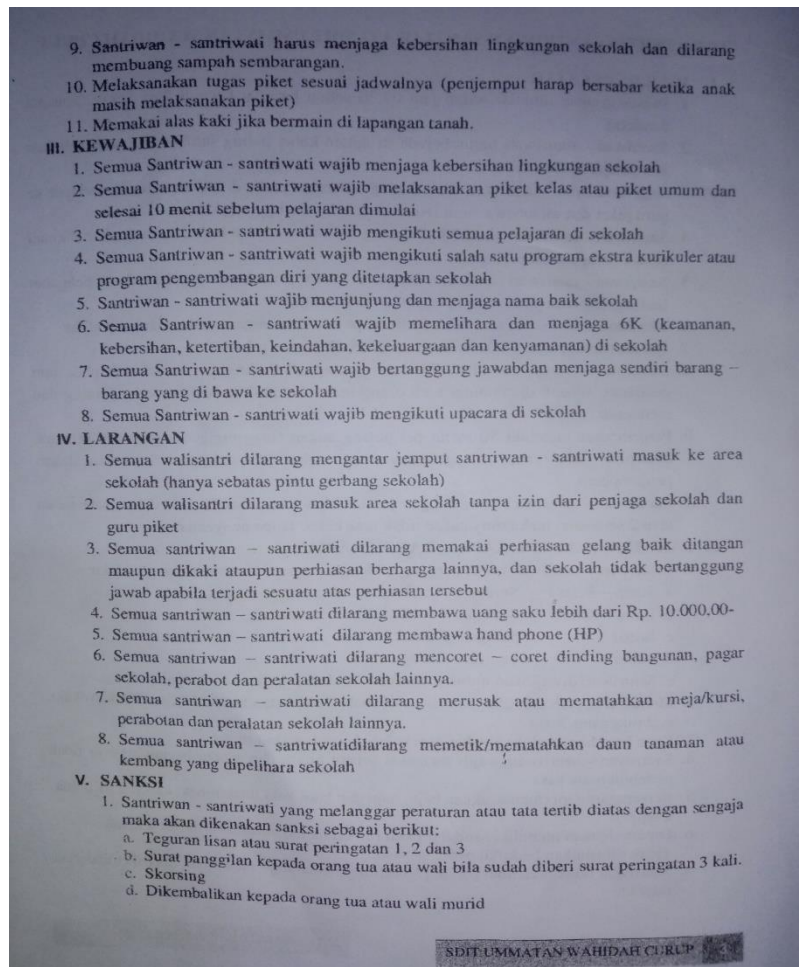 9. Santriwan - santriwati harus menjaga kebersihan lingkungan sekolah dan dilarang
membuang sampah sembarangan.
10. Melaksanakan tugas piket sesuai jadwalnya (penjemput harap bersabar ketika anak
masih melaksanakan piket)
11. Memakai alas kaki jika bermain di lapangan tanah.
III. KEWAJIBAN
1. Semua Santriwan - santriwati wajib menjaga kebersihan lingkungan sekolah
2. Semua Santriwan - santriwati wajib melaksanakan piket kelas atau piket umum dan
selesai 10 menit sebelum pelajaran dimulai
3. Semua Santriwan - santriwati wajib mengikuti semua pelajaran di sekolah
4. Semua Santriwan - santriwati wajib mengikuti salah satu program ekstra kurikuler atau
program pengembangan diri yang ditetapkan sekolah
5. Santriwan - santriwati wajib menjunjung dan menjaga nama baik sekolah
6. Semua Santriwan - santriwati wajib memelihara dan menjaga 6K (keamanan,
kebersihan, ketertiban, keindahan, kekeluargaan dan kenyamanan) di sekolah
7. Semua Santriwan - santriwati wajib bertanggung jawabdan menjaga sendiri barang –
barang yang di bawa ke sekolah
8. Semua Santriwan - santriwati wajib mengikuti upacara di sekolah
IV. LARANGAN
1. Semua walisantri dilarang mengantar jemput santriwan - santriwati masuk ke area
sekolah (hanya sebatas pintu gerbang sekolah)
2. Semua walisantri dilarang masuk area sekolah tanpa izin dari penjaga sekolah dan
guru piket
3. Semua santriwan – santriwati dilarang memakai perhiasan gelang baik ditangan
maupun dikaki ataupun perhiasan berharga lainnya, dan sekolah tidak bertanggung
jawab apabila terjadi sesuatu atas perhiasan tersebut
4. Semua santriwan – santriwati dilarang membawa uang saku lebih dari Rp. 10.000.00-
5. Semua santriwan – santriwati dilarang membawa hand phone (HP)
6. Semua santriwan – santriwati dilarang mencoret – coret dinding bangunan, pagar
sekolah, perabot dan peralatan sekolah lainnya.
7. Semua santriwan – santriwati dilarang merusak atau mematahkan meja/kursi,
perabotan dan peralatan sekolah lainnya.
8. Semua santriwan – santriwatidilarang memetik/mematahkan daun tanaman atau
kembang yang dipelihara sekolah
V. SANKSI
1. Santriwan - santriwati yang melanggar peraturan atau tata tertib diatas dengan sengaja
maka akan dikenakan sanksi sebagai berikut:
a. Teguran lisan atau surat peringatan 1, 2 dan 3
b. Surat panggilan kepada orang tua atau wali bila sudah diberi surat peringatan 3 kali.
c. Skorsing
d. Dikembalikan kepada orang tua atau wali murid
SDIT UMMATAN WAHIDAH CURUP